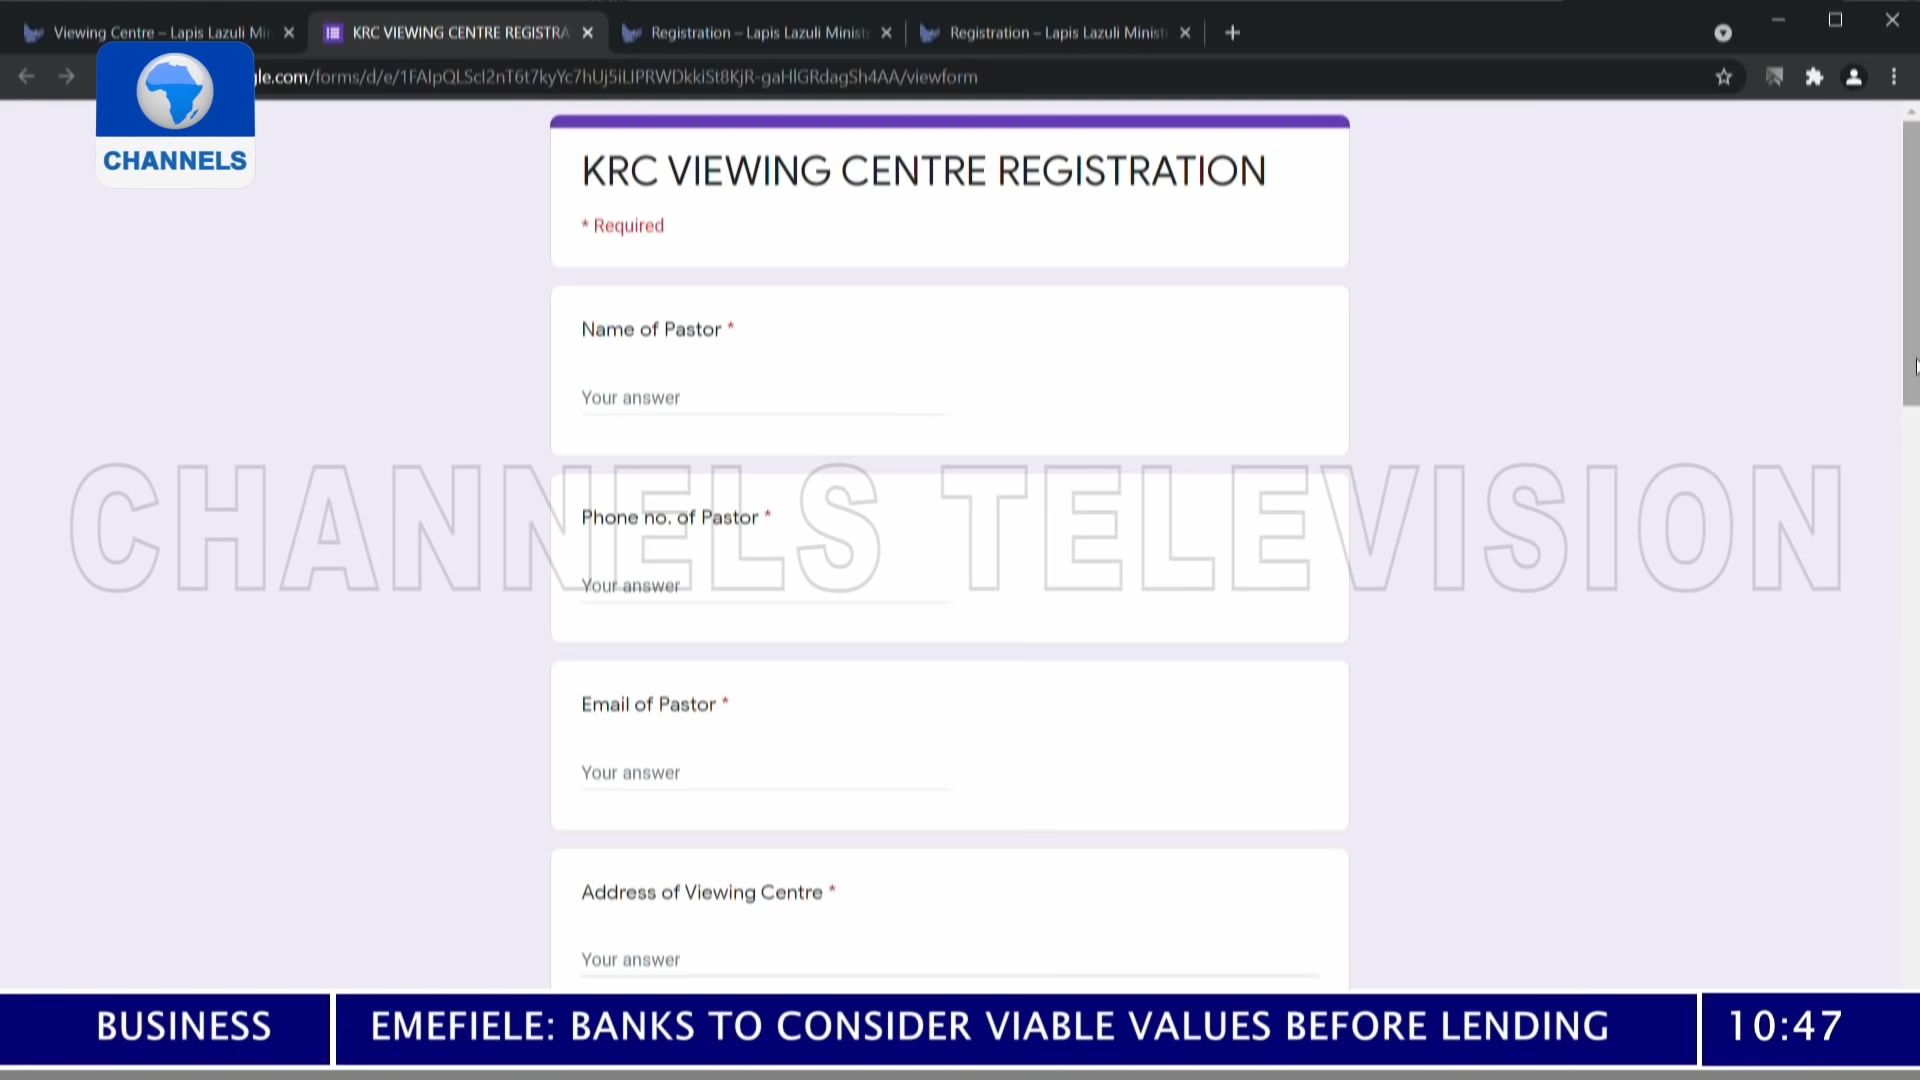 Viewing Centre – Lapis Lazuli Mi
KRC VIEWING CENTRE REGISTRA
Registration – Lapis Lazuli Minist
Registration – Lapis Lazuli Minist
gle.com/forms/d/e/1FAIpQLScl2nT6t7kyYc7hUj5iLIPRWDkkiSt8KjR-gaHlGRdagSh4AA/viewform
CHANNELS
KRC VIEWING CENTRE REGISTRATION
* Required
Name of Pastor *
Your answer
CHANNELS TELEVISION
Phone no. of Pastor *
Your answer
Email of Pastor *
Your answer
Address of Viewing Centre *
Your answer
BUSINESS
EMEFIELE: BANKS TO CONSIDER VIABLE VALUES BEFORE LENDING
10:47